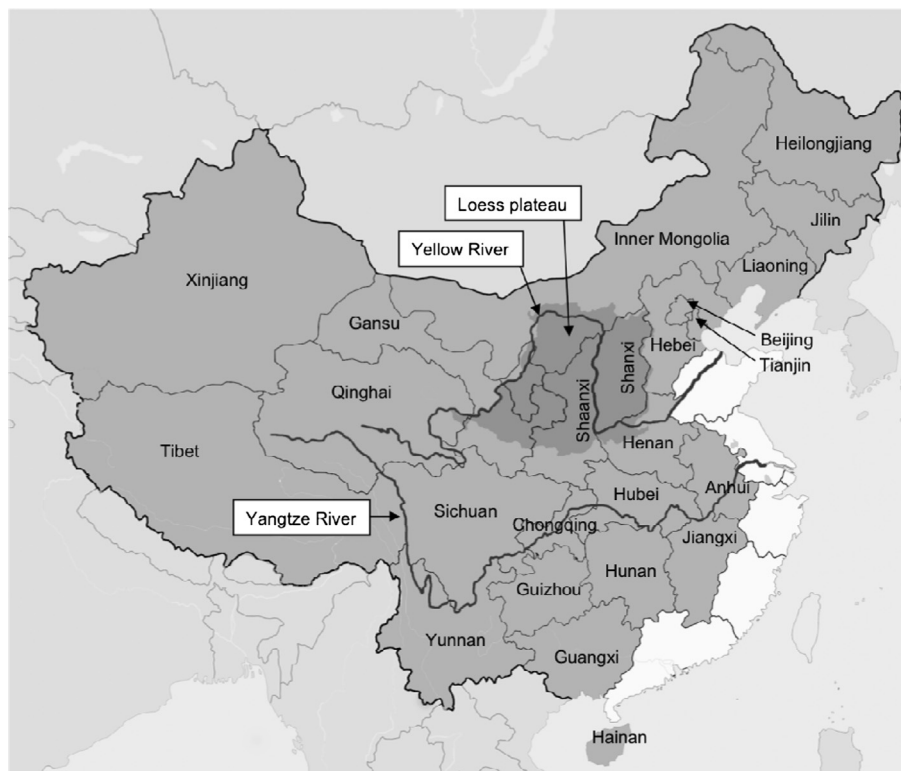 Heilongjiang
Loess plateau
Jilin
Inner Mongolia
Yellow River
Liaoning
Xinjiang
Gansu
Beijing
Hebei
Tianjin
Shanxi
Qinghai
Shaanxi
Henan
Tibet
Anhui
Hubei
Sichuan
Yangtze River
Chongqing
Jiangxi
Hunan
Guizhou
Yunnan
Guangxi
Hainan